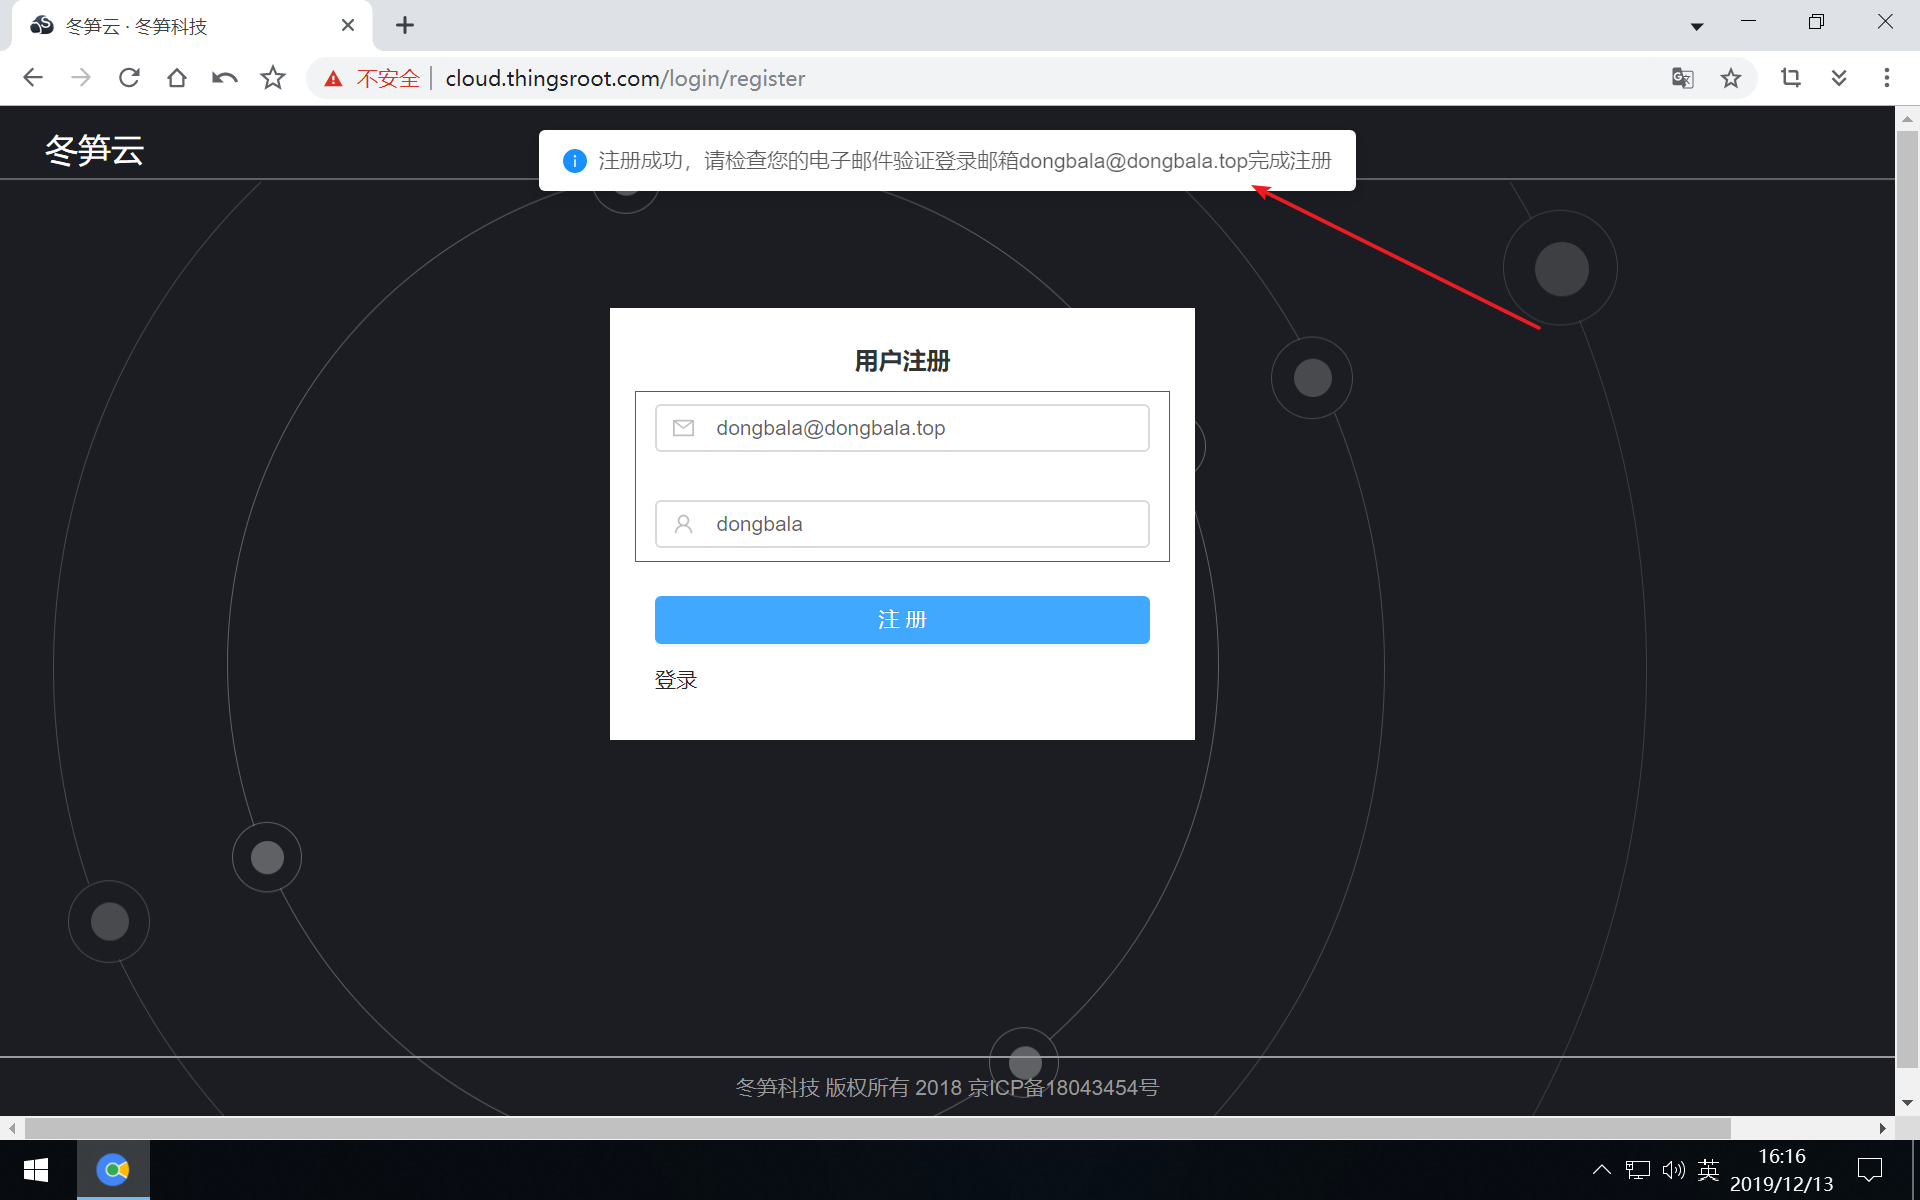 冬笋云 · 冬笋科技
不安全
cloud.thingsroot.com/login/register
冬笋云
注册成功，请检查您的电子邮件验证登录邮箱dongbala@dongbala.top完成注册
用户注册
dongbala@dongbala.top
dongbala
注 册
登录
冬笋科技 版权所有 2018 京ICP备18043454号
英
16:16
2019/12/13